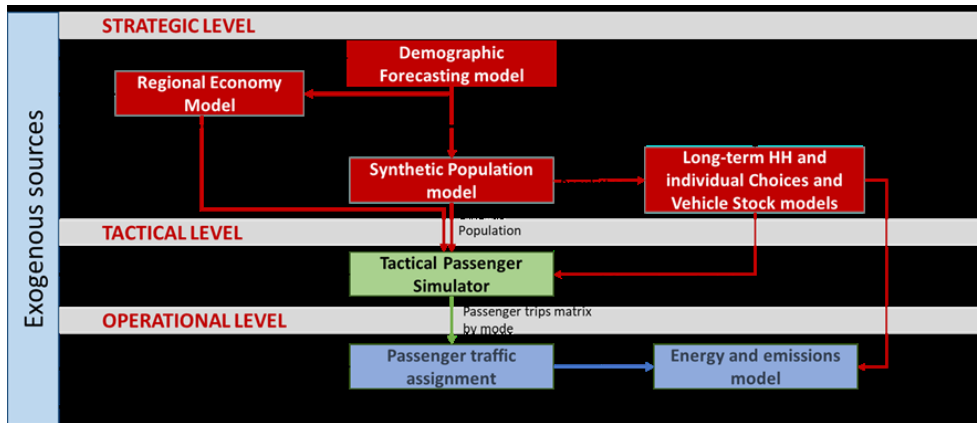 Exogenous sources
STRATEGIC LEVEL
Demographic
Forecasting model
Regional Economy
Model
Synthetic Population
model
Long-term HH and
individual Choices and
Vehicle Stock models
TACTICAL LEVEL
Population
Tactical Passenger
Simulator
Passenger trips matrix
by mode
OPERATIONAL LEVEL
Passenger traffic
assignment
Energy and emissions
model